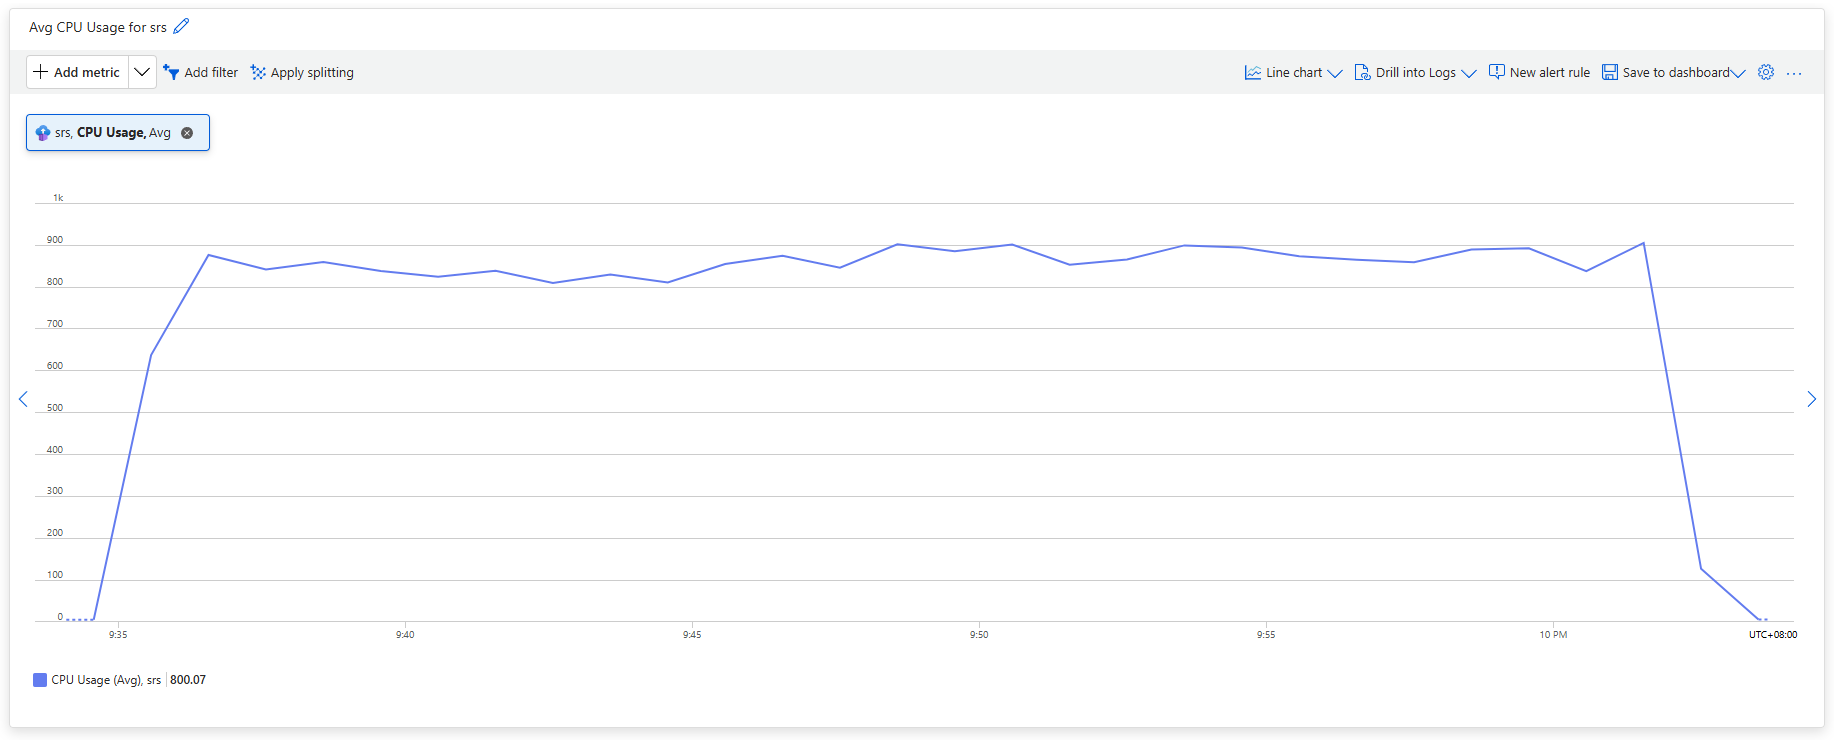 Avg CPU Usage for srs
Add metric Add filter Apply splitting Line chart Drill into Logs New alert rule Save to dashboard ...
srs, CPU Usage, Avg
1k
900
800
700
600
500
400
300
200
100
0
9:35 9:40 9:45 9:50 9:55 10 PM UTC+08:00
CPU Usage (Avg), srs 800.07